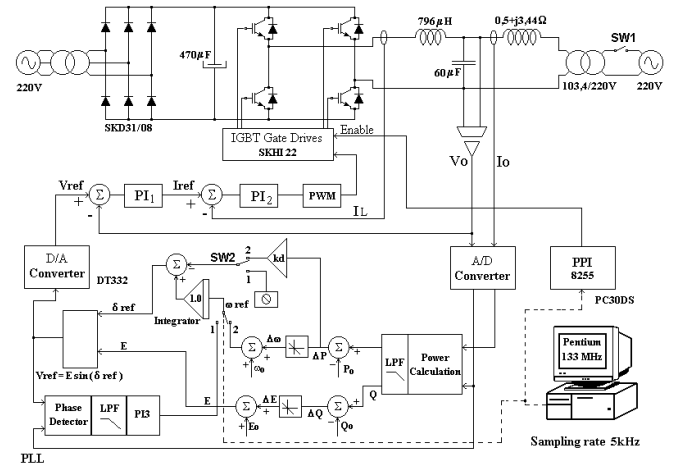 796μH
0,5+j3,44Ω
SW1
470μF
60μF
220V
103,4/220V
220V
SKD31/08
IGBT Gate Drives
SKHI 22
Enable
Vo
Io
Vref
+
-
Σ
PI1
Iref
+
-
Σ
PI2
PWM
IL
D/A
Converter
DT332
SW2
2
1
kd
Σ
-
+
A/D
Converter
PPI
8255
PC30DS
1.0
Integrator
ω ref
1
2
δ ref
E
Vref = E sin(δ ref)
Σ
Δω
+
+
ωo
ΔP
Σ
+
-
Po
LPF
Power
Calculation
Q
Pentium
133 MHz
Phase
Detector
LPF
PI3
E
Σ
ΔE
+
+
Eo
ΔQ
Σ
+
-
Qo
PLL
Sampling rate 5kHz